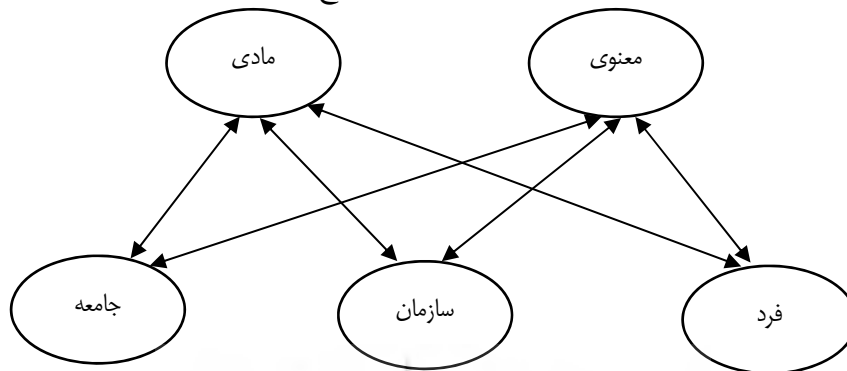 معنوی
مادی
فرد
سازمان
جامعه